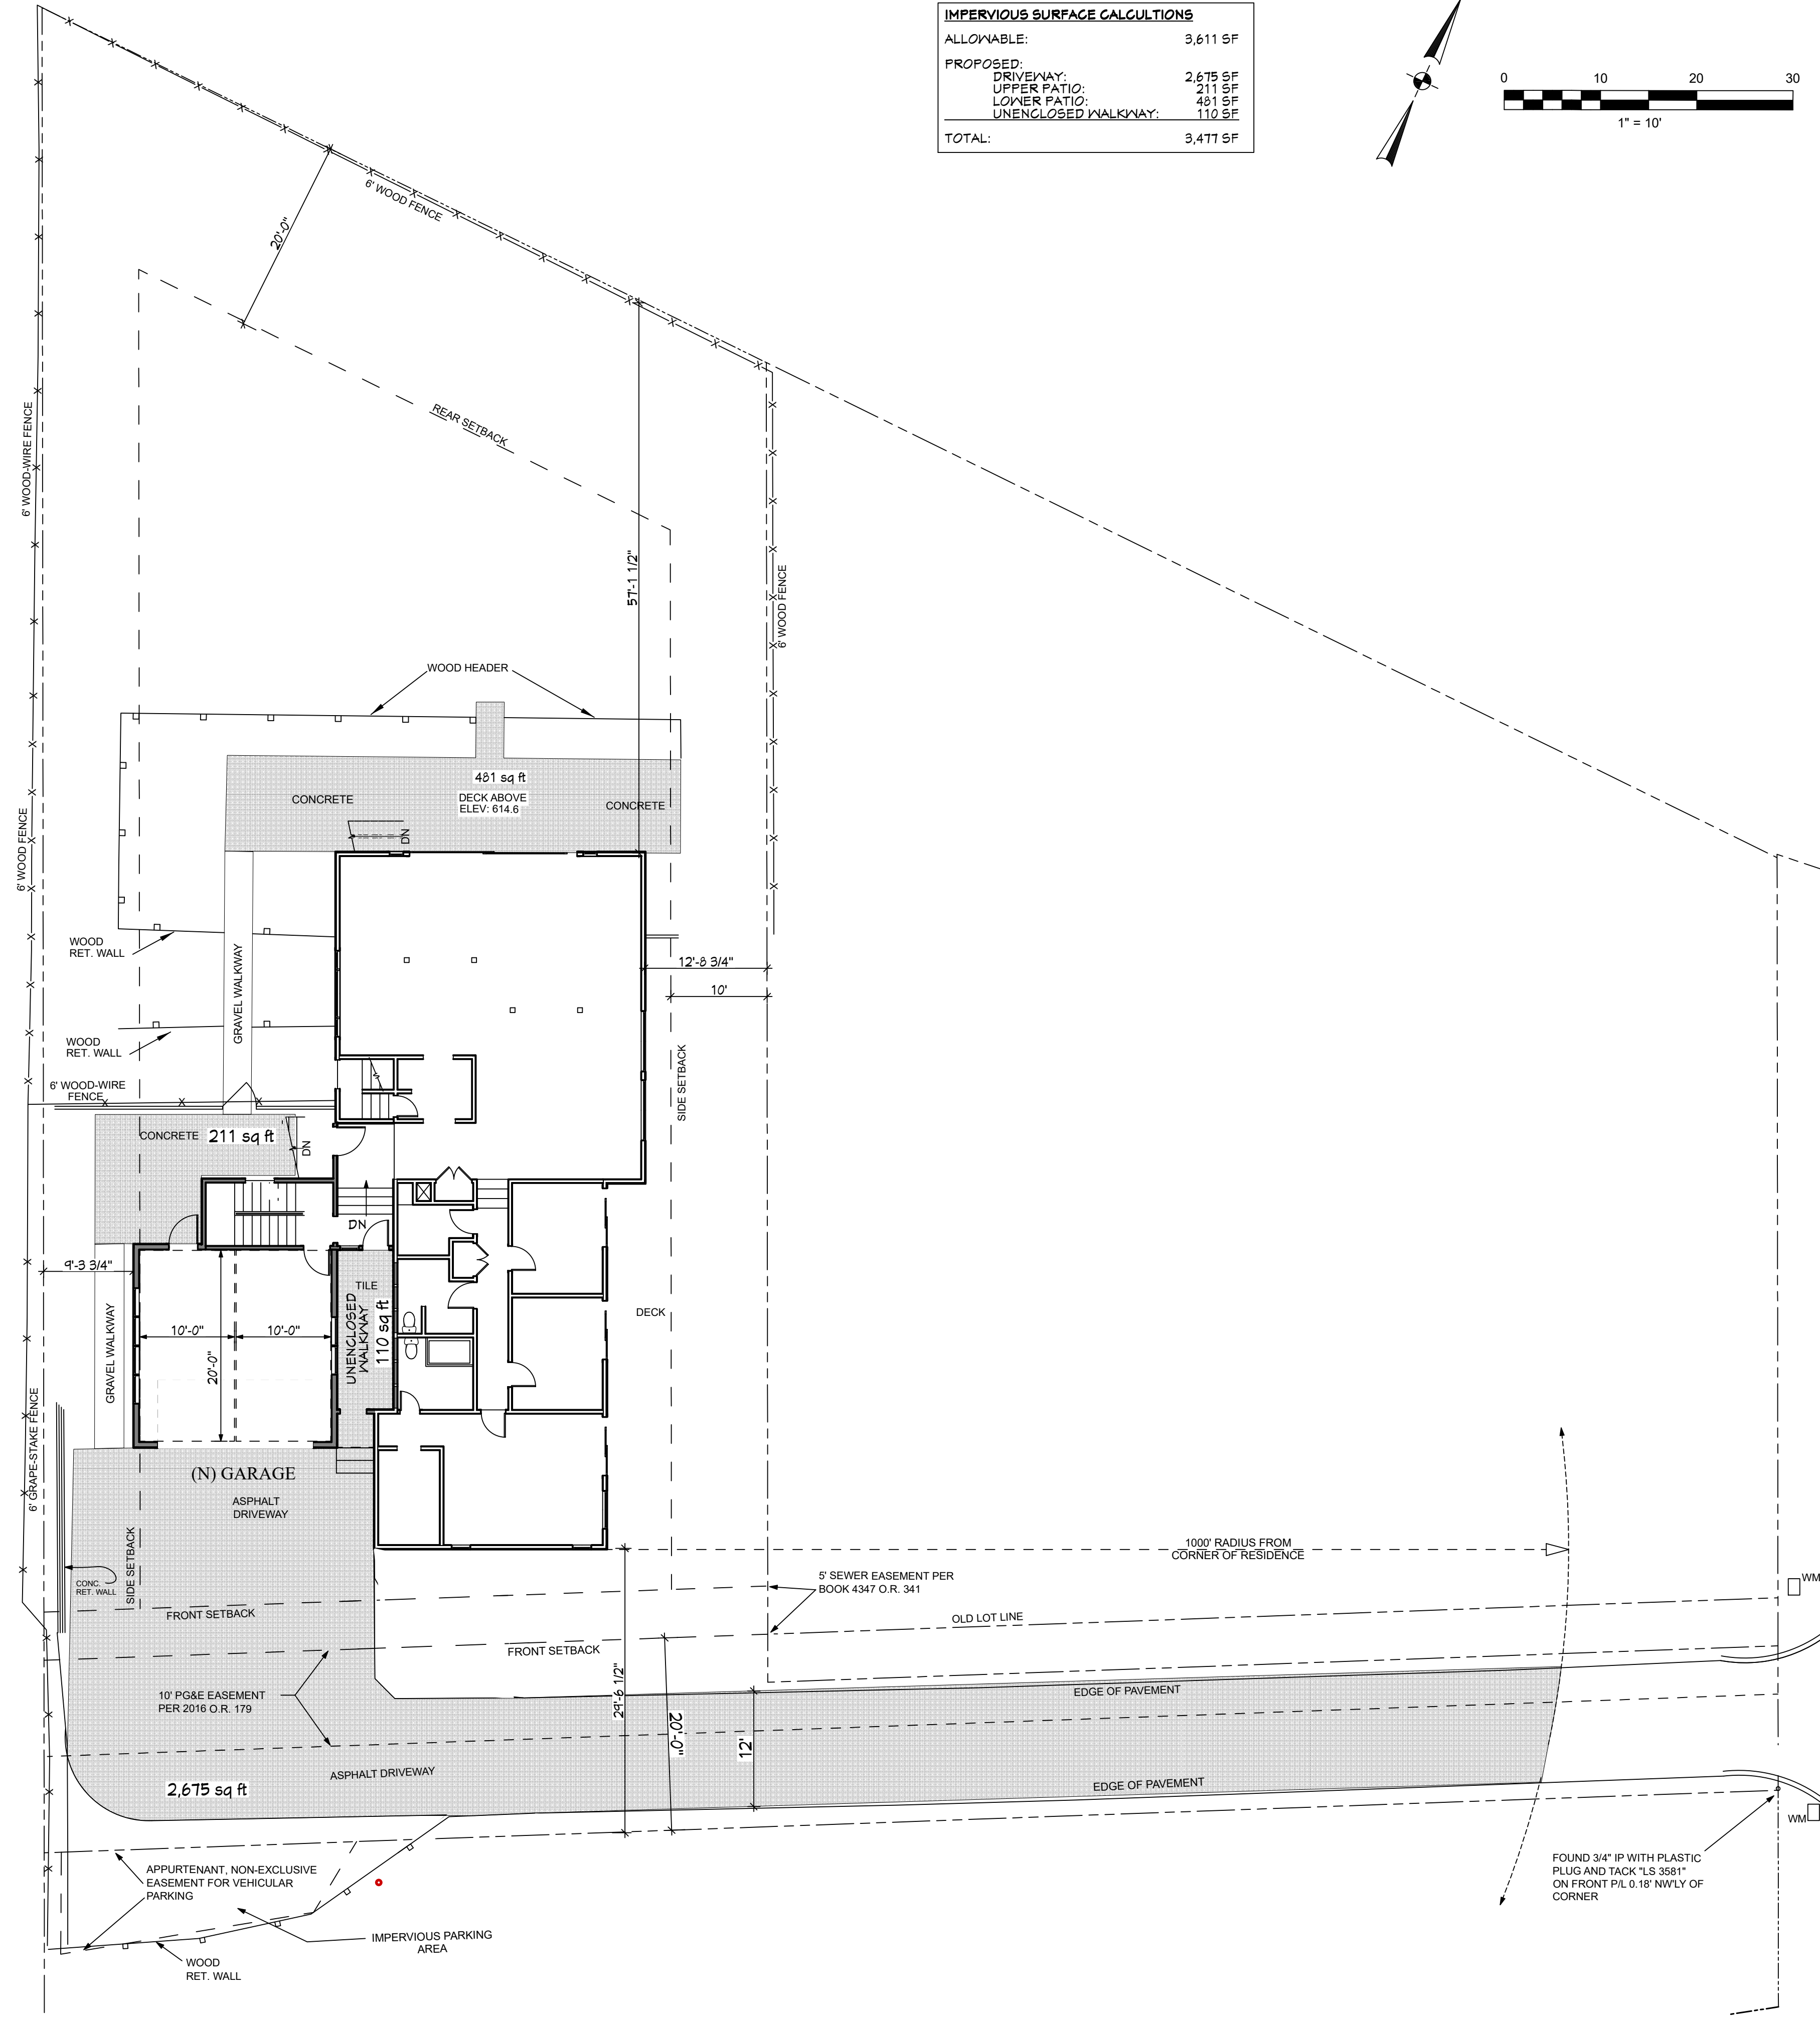 IMPERVIOUS SURFACE CALCULTIONS
ALLOWABLE: 3,611 SF
PROPOSED:
DRIVEWAY: 2,675 SF
UPPER PATIO: 211 SF
LOWER PATIO: 481 SF
UNENCLOSED WALKWAY: 110 SF
TOTAL: 3,477 SF
0 10 20 30
1" = 10'
6' WOOD FENCE
20'-0"
REAR SETBACK
6' WOOD-WIRE FENCE
57'-1 1/2"
6' WOOD FENCE
WOOD HEADER
481 sq ft
CONCRETE
DECK ABOVE
ELEV: 614.6
CONCRETE
DN
6' WOOD FENCE
WOOD
RET. WALL
GRAVEL WALKWAY
12'-8 3/4"
10'
WOOD
RET. WALL
SIDE SETBACK
6' WOOD-WIRE
FENCE
CONCRETE
211 sq ft
DN
DN
9'-3 3/4"
TILE
UNENCLOSED
WALKWAY
110 sq ft
DECK
10'-0"
10'-0"
20'-0"
GRAVEL WALKWAY
6' GRAPE-STAKE FENCE
(N) GARAGE
ASPHALT
DRIVEWAY
1000' RADIUS FROM
CORNER OF RESIDENCE
SIDE SETBACK
CONC.
RET. WALL
5' SEWER EASEMENT PER
BOOK 4347 O.R. 341
WM
FRONT SETBACK
OLD LOT LINE
FRONT SETBACK
29'-6 1/2"
10' PG&E EASEMENT
PER 2016 O.R. 179
EDGE OF PAVEMENT
20'-0"
12'
ASPHALT DRIVEWAY
2,675 sq ft
EDGE OF PAVEMENT
WM
APPURTENANT, NON-EXCLUSIVE
EASEMENT FOR VEHICULAR
PARKING
FOUND 3/4" IP WITH PLASTIC
PLUG AND TACK "LS 3581"
ON FRONT P/L 0.18' NW'LY OF
CORNER
IMPERVIOUS PARKING
AREA
WOOD
RET. WALL